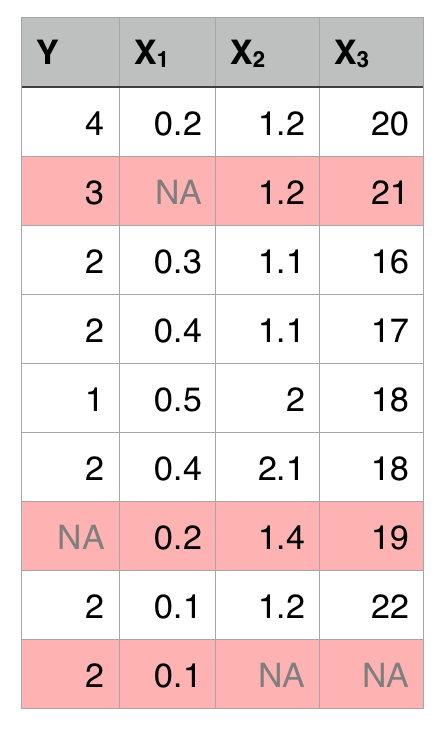 Y X₁ X₂ X₃
4 0.2 1.2 20
3 NA 1.2 21
2 0.3 1.1 16
2 0.4 1.1 17
1 0.5 2 18
2 0.4 2.1 18
NA 0.2 1.4 19
2 0.1 1.2 22
2 0.1 NA NA